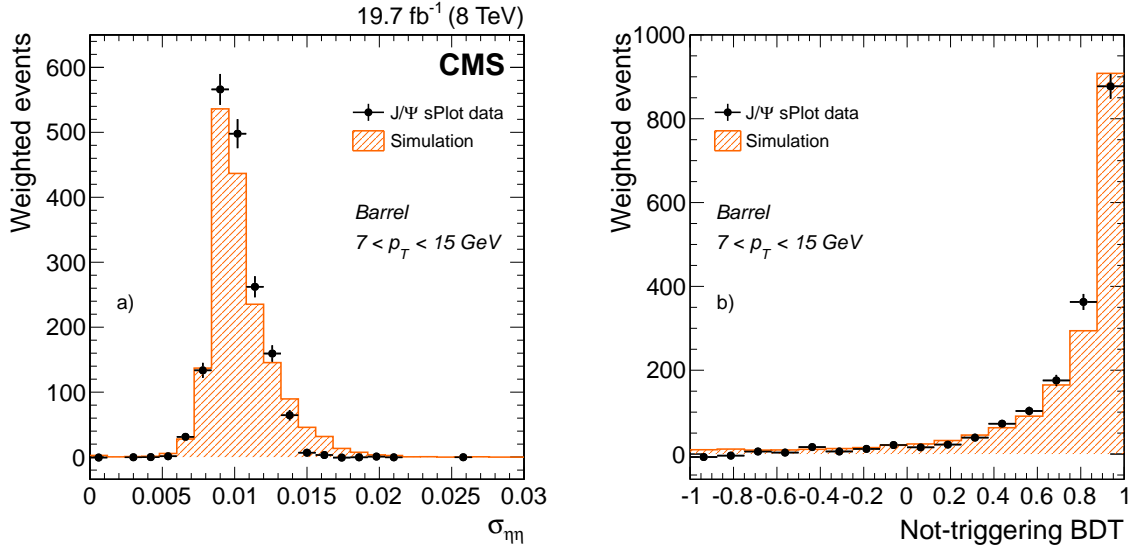 19.7 fb⁻¹ (8 TeV)
Weighted events
600
500
400
300
200
100
0
CMS
J/Ψ sPlot data
Simulation
Barrel
7 < p_T < 15 GeV
a)
0 0.005 0.01 0.015 0.02 0.025 0.03
σ_ηη
Weighted events
1000
800
600
400
200
0
J/Ψ sPlot data
Simulation
Barrel
7 < p_T < 15 GeV
b)
-1 -0.8 -0.6 -0.4 -0.2 0 0.2 0.4 0.6 0.8 1
Not-triggering BDT